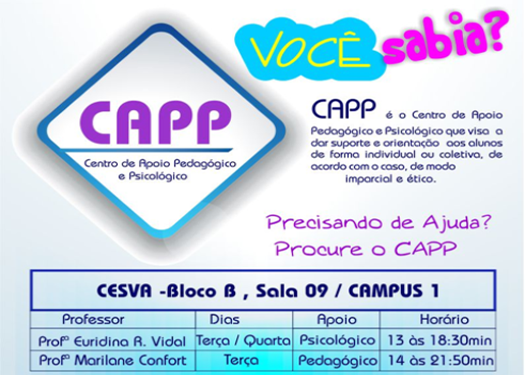 VOCÊ sabia?
CAPP
Centro de Apoio Pedagógico
e Psicológico
CAPP é o Centro de Apoio
Pedagógico e Psicológico que visa a
dar suporte e orientação aos alunos
de forma individual ou coletiva, de
acordo com o caso, de modo
imparcial e ético.
Precisando de Ajuda?
Procure o CAPP
CESVA -Bloco B , Sala 09 / CAMPUS 1
Professor Dias Apoio Horário
Profª Euridina R. Vidal Terça / Quarta Psicológico 13 às 18:30min
Profª Marilane Confort Terça Pedagógico 14 às 21:50min